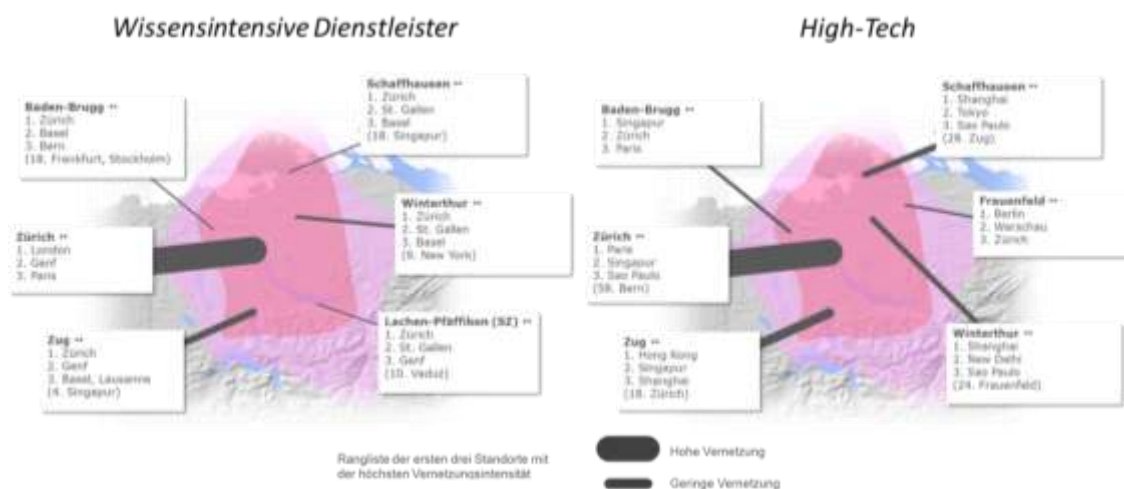 Wissensintensive Dienstleister
Schaffhausen
1. Zürich
2. St. Gallen
3. Basel
(18. Singapur)
Baden-Brugg
1. Zürich
2. Basel
3. Bern
(18. Frankfurt, Stockholm)
Winterthur
1. Zürich
2. St. Gallen
3. Basel
(9. New York)
Zürich
1. London
2. Genf
3. Paris
Lachen-Pfäffikon (SZ)
1. Zürich
2. St. Gallen
3. Genf
(10. Vaduz)
Zug
1. Zürich
2. Genf
3. Basel, Lausanne
(4. Singapur)
High-Tech
Schaffhausen
1. Shanghai
2. Tokyo
3. Sao Paulo
(28. Zug)
Baden-Brugg
1. Singapur
2. Zürich
3. Paris
Frauenfeld
1. Berlin
2. Warschau
3. Zürich
Zürich
1. Paris
2. Singapur
3. Sao Paulo
(58. Bern)
Zug
1. Hong Kong
2. Singapur
3. Shanghai
(18. Zürich)
Winterthur
1. Shanghai
2. New Delhi
3. Sao Paulo
(24. Frauenfeld)
Rangliste der ersten drei Standorte mit
der höchsten Vernetzungsintensität
Hohe Vernetzung
Geringe Vernetzung